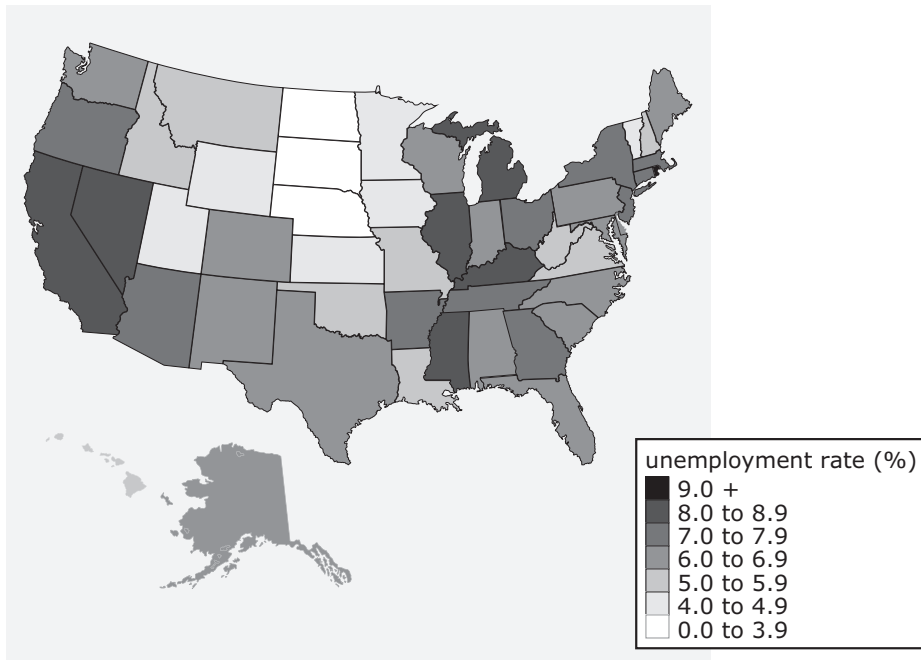 unemployment rate (%)
9.0 +
8.0 to 8.9
7.0 to 7.9
6.0 to 6.9
5.0 to 5.9
4.0 to 4.9
0.0 to 3.9